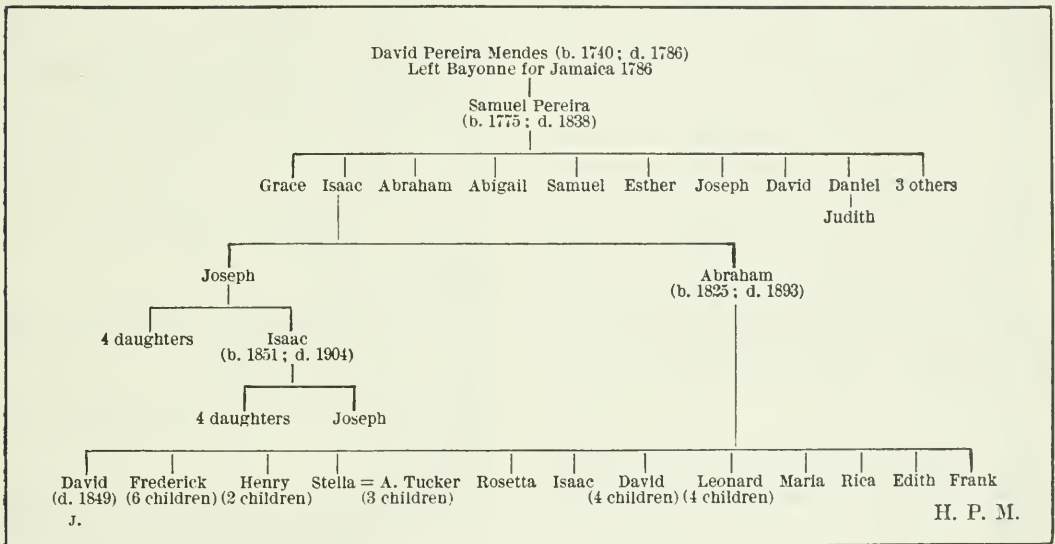 David Pereira Mendes (b. 1740; d. 1786)
Left Bayonne for Jamaica 1786
Samuel Pereira
(b. 1775; d. 1838)
Grace Isaac Abraham Abigail Samuel Esther Joseph David Daniel 3 others
Judith
Joseph Abraham
(b. 1825; d. 1893)
4 daughters Isaac
(b. 1851; d. 1904)
4 daughters Joseph
David Frederick Henry Stella = A. Tucker Rosetta Isaac David Leonard Maria Rica Edith Frank
(d. 1849) (6 children) (2 children) (3 children) (4 children) (4 children)
J. H. P. M.